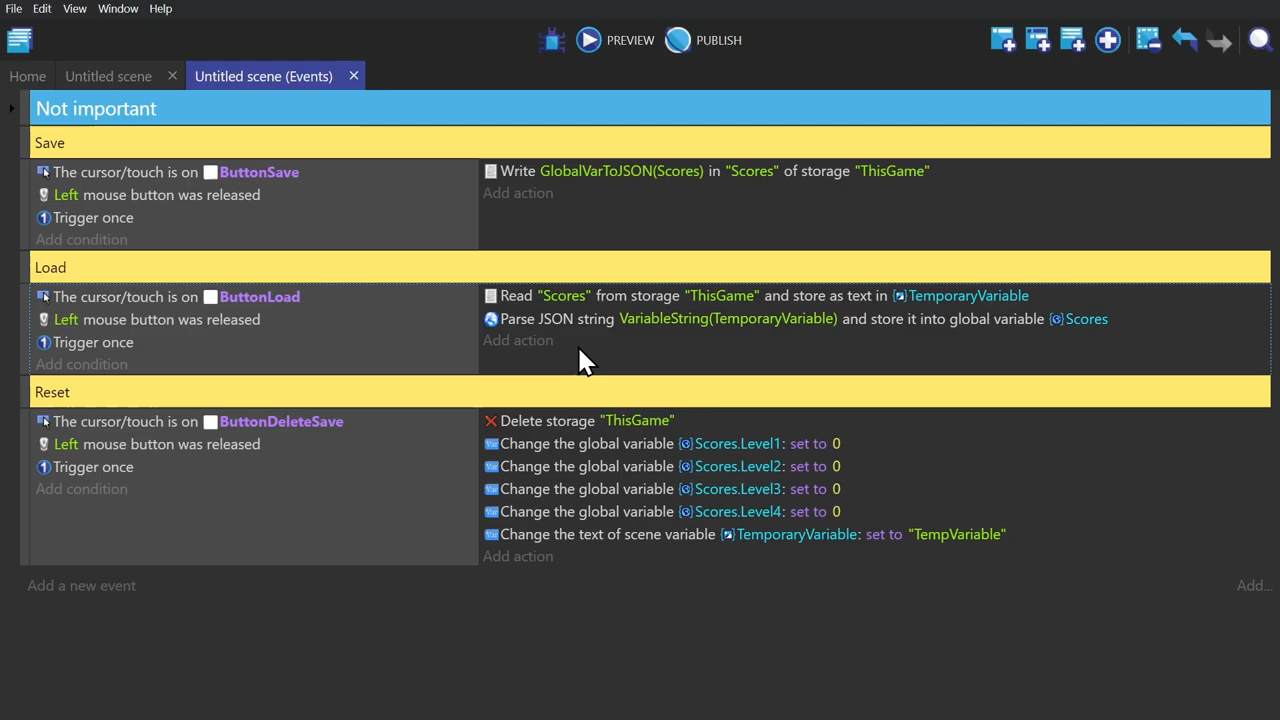 File Edit View Window Help
PREVIEW PUBLISH
Home Untitled scene Untitled scene (Events)
Not important
Save
The cursor/touch is on ButtonSave
Left mouse button was released
Trigger once
Add condition
Write GlobalVarToJSON(Scores) in "Scores" of storage "ThisGame"
Add action
Load
The cursor/touch is on ButtonLoad
Left mouse button was released
Trigger once
Add condition
Read "Scores" from storage "ThisGame" and store as text in TemporaryVariable
Parse JSON string VariableString(TemporaryVariable) and store it into global variable Scores
Add action
Reset
The cursor/touch is on ButtonDeleteSave
Left mouse button was released
Trigger once
Add condition
Delete storage "ThisGame"
Change the global variable Scores.Level1: set to 0
Change the global variable Scores.Level2: set to 0
Change the global variable Scores.Level3: set to 0
Change the global variable Scores.Level4: set to 0
Change the text of scene variable TemporaryVariable: set to "TempVariable"
Add action
Add a new event Add...